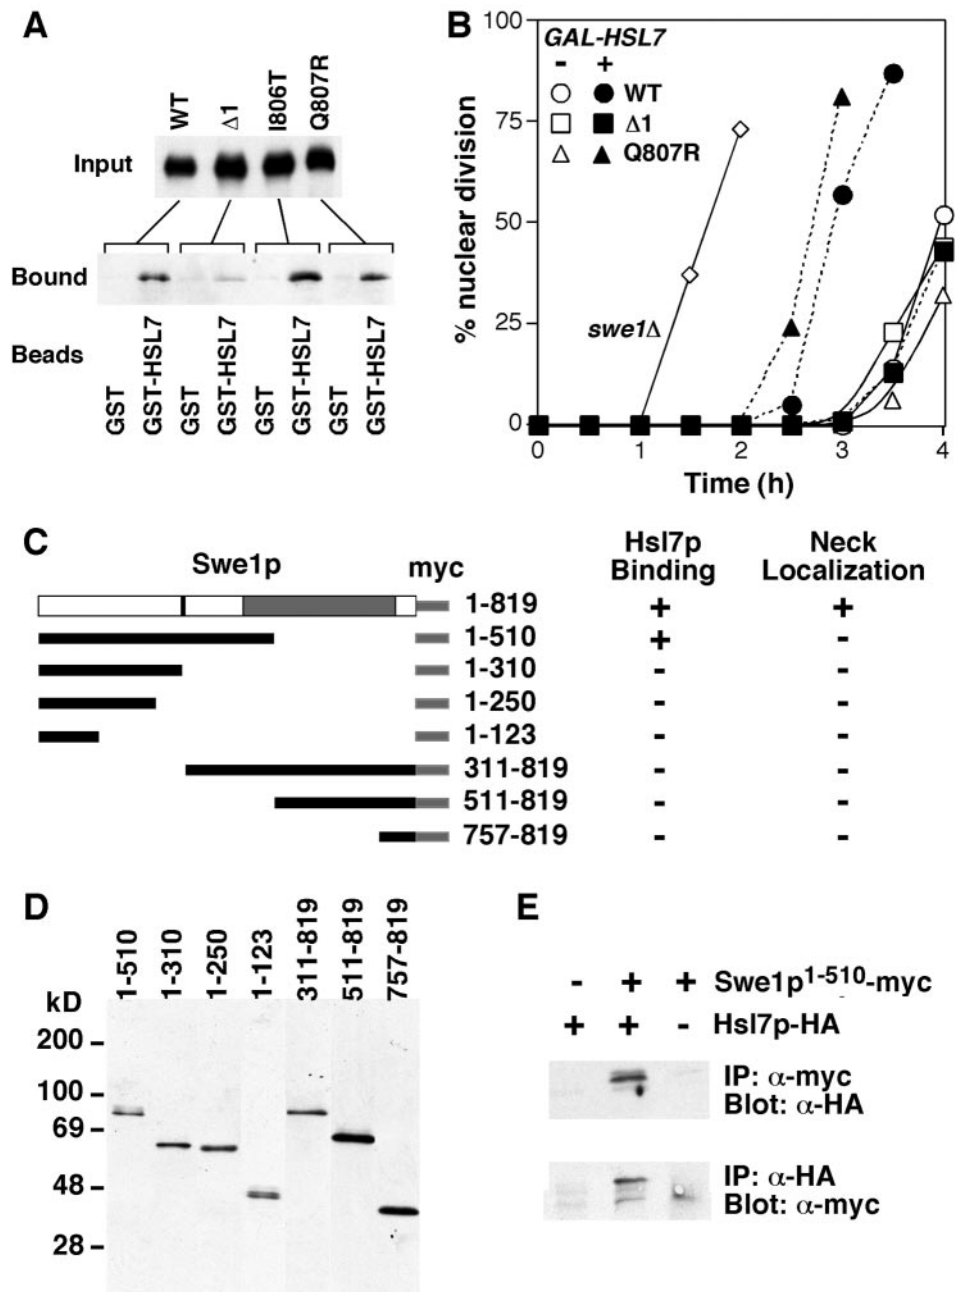 A
WT
Δ1
I806T
Q807R
Input
Bound
Beads
GST
GST-HSL7
GST
GST-HSL7
GST
GST-HSL7
GST
GST-HSL7
B
% nuclear division
100
75
50
25
0
GAL-HSL7
- +
WT
Δ1
Q807R
swe1Δ
0 1 2 3 4
Time (h)
C
Swe1p
myc
Hsl7p Binding
Neck Localization
1-819 + +
1-510 + -
1-310 - -
1-250 - -
1-123 - -
311-819 - -
511-819 - -
757-819 - -
D
kD
1-510
1-310
1-250
1-123
311-819
511-819
757-819
200 –
100 –
69 –
48 –
28 –
E
- + + Swe1p1-510-myc
+ + - Hsl7p-HA
IP: α-myc
Blot: α-HA
IP: α-HA
Blot: α-myc